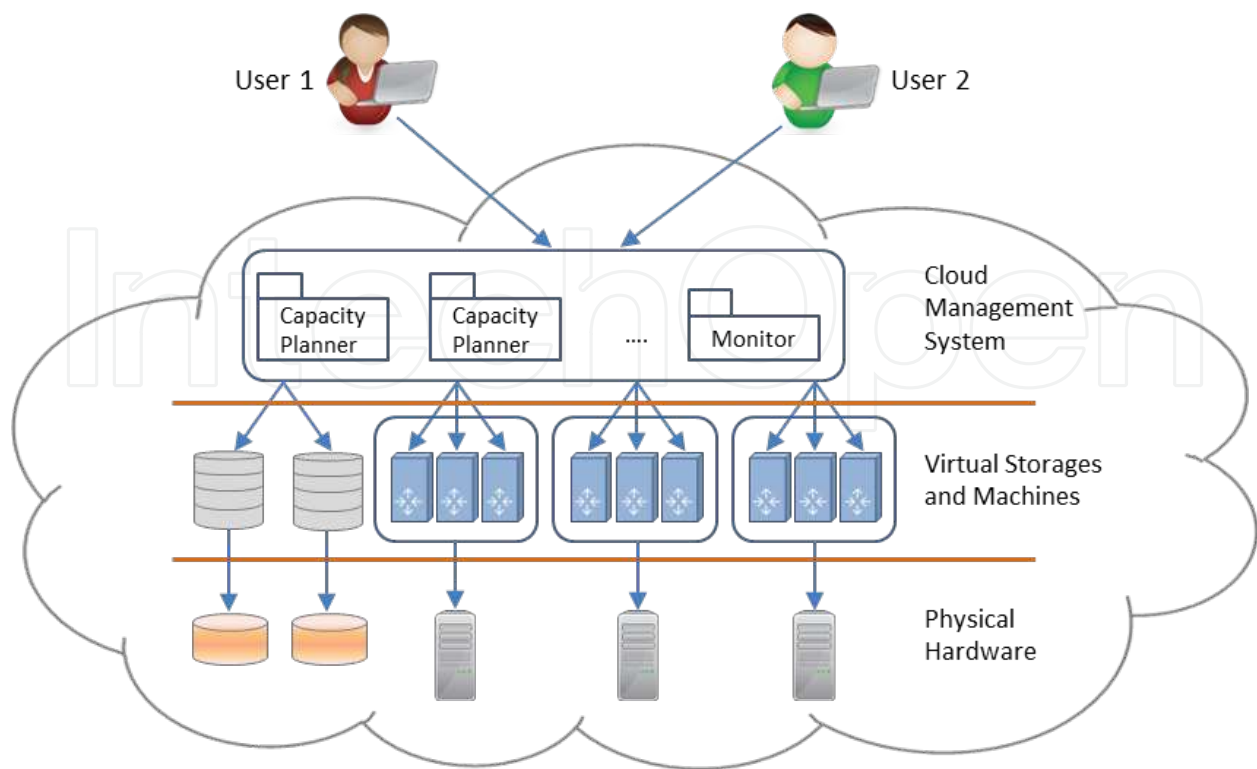 User 1
User 2
IntechOpen
Cloud
Management
System
Capacity
Planner
Capacity
Planner
....
Monitor
Virtual Storages
and Machines
Physical
Hardware